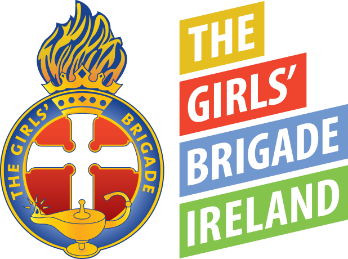 THE GIRLS' BRIGADE
THE
GIRLS'
BRIGADE
IRELAND